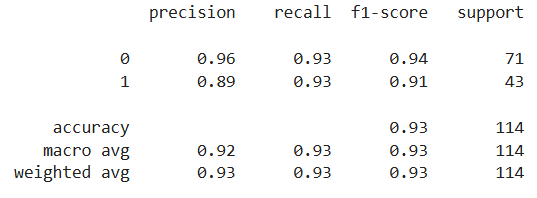 precision recall f1-score support
0 0.96 0.93 0.94 71
1 0.89 0.93 0.91 43
accuracy 0.93 114
macro avg 0.92 0.93 0.93 114
weighted avg 0.93 0.93 0.93 114